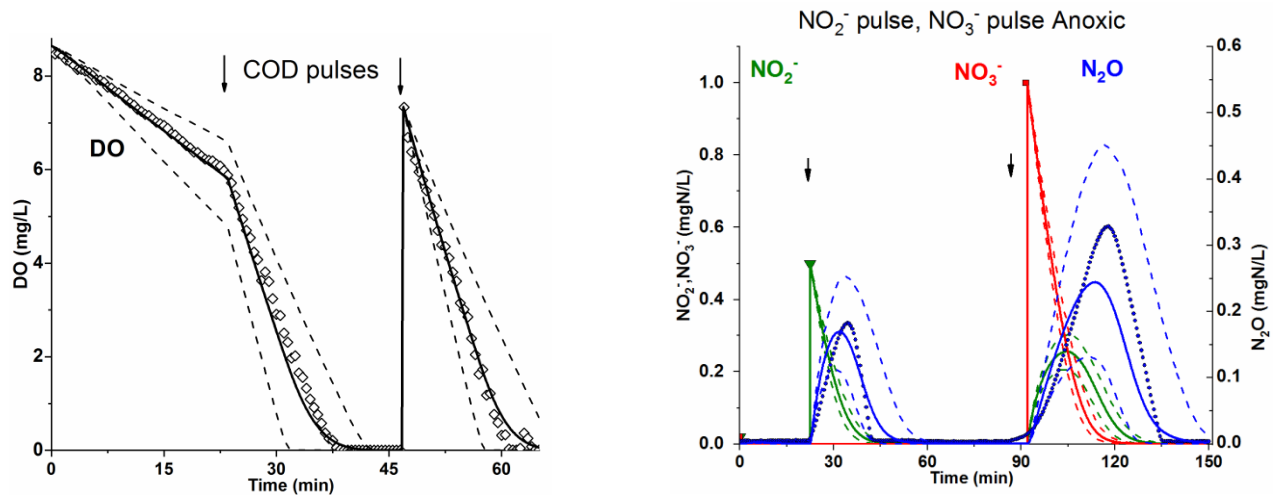 COD pulses
DO
DO (mg/L)
8
6
4
2
0
0 15 30 45 60
Time (min)
NO₂⁻ pulse, NO₃⁻ pulse Anoxic
NO₂⁻ NO₃⁻ N₂O
NO₂⁻;NO₃⁻ (mgN/L)
1.0
0.8
0.6
0.4
0.2
0.0
0 30 60 90 120 150
Time (min)
0.6
0.5
0.4
0.3
0.2
0.1
0.0
N₂O (mgN/L)